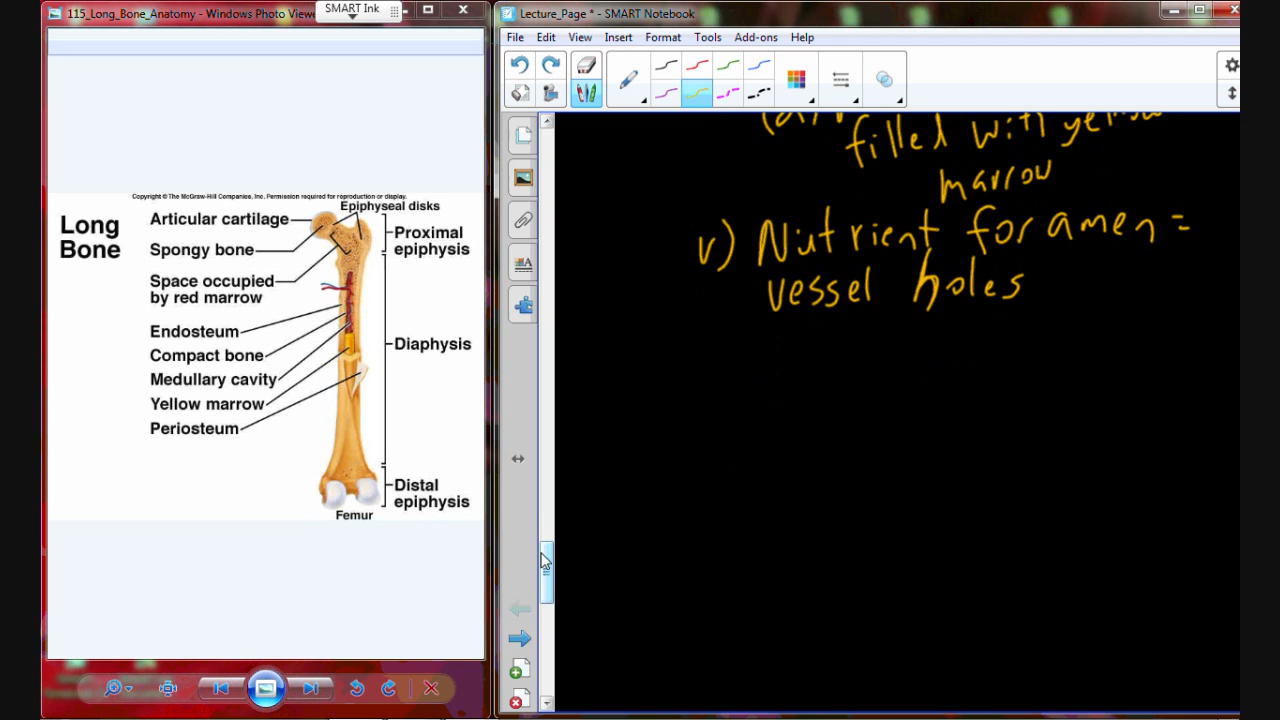 115_Long_Bone_Anatomy - Windows Photo Viewe
SMART Ink
Lecture_Page * - SMART Notebook
File Edit View Insert Format Tools Add-ons Help
Copyright © The McGraw-Hill Companies, Inc. Permission required for reproduction or display.
Long
Bone
Articular cartilage
Spongy bone
Space occupied
by red marrow
Endosteum
Compact bone
Medullary cavity
Yellow marrow
Periosteum
Epiphyseal disks
Proximal
epiphysis
Diaphysis
Distal
epiphysis
Femur
filled with yellow
marrow
v) Nutrient foramen =
vessel holes